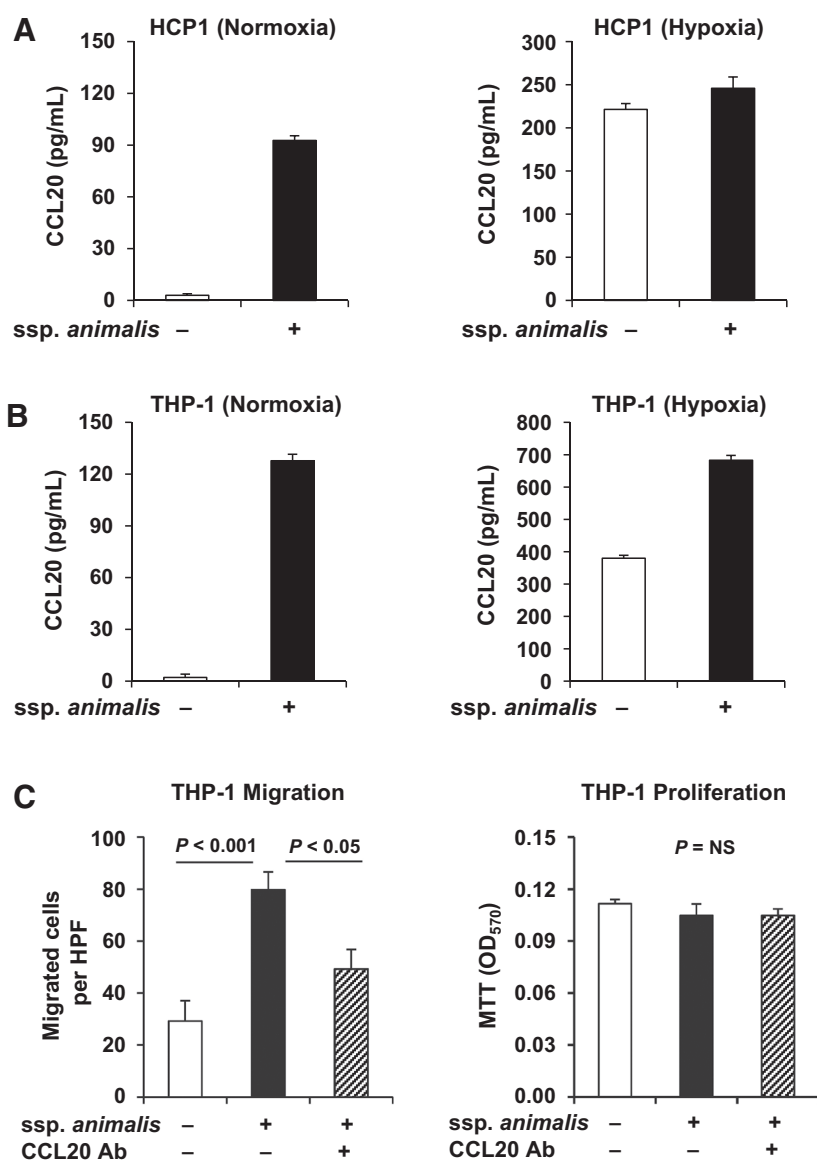 A
HCP1 (Normoxia)
CCL20 (pg/mL)
150
120
90
60
30
0
ssp. animalis – +
HCP1 (Hypoxia)
CCL20 (pg/mL)
300
250
200
150
100
50
0
ssp. animalis – +
B
THP-1 (Normoxia)
CCL20 (pg/mL)
150
120
90
60
30
0
ssp. animalis – +
THP-1 (Hypoxia)
CCL20 (pg/mL)
800
700
600
500
400
300
200
100
0
ssp. animalis – +
C
THP-1 Migration
P < 0.001 P < 0.05
Migrated cells
per HPF
100
80
60
40
20
0
ssp. animalis – + +
CCL20 Ab – – +
THP-1 Proliferation
P = NS
MTT (OD570)
0.15
0.12
0.09
0.06
0.03
0.00
ssp. animalis – + +
CCL20 Ab – – +